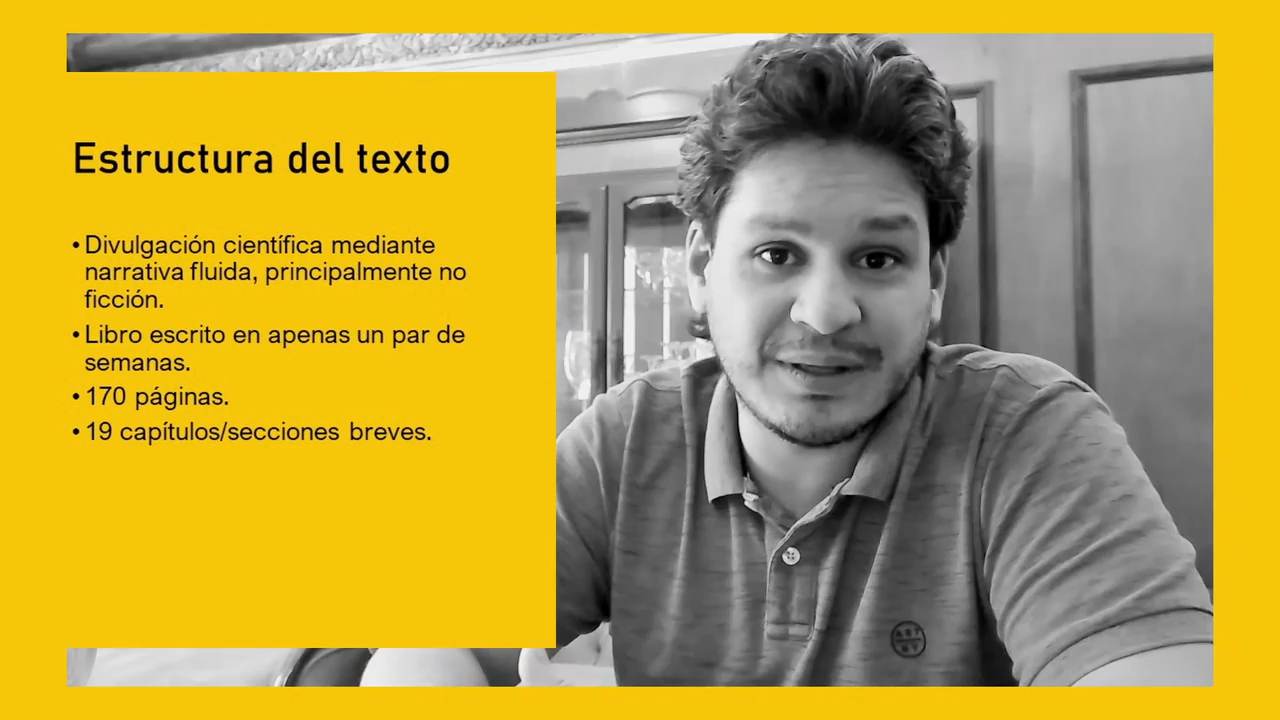 Estructura del texto
• Divulgación científica mediante
narrativa fluida, principalmente no
ficción.
• Libro escrito en apenas un par de
semanas.
• 170 páginas.
• 19 capítulos/secciones breves.